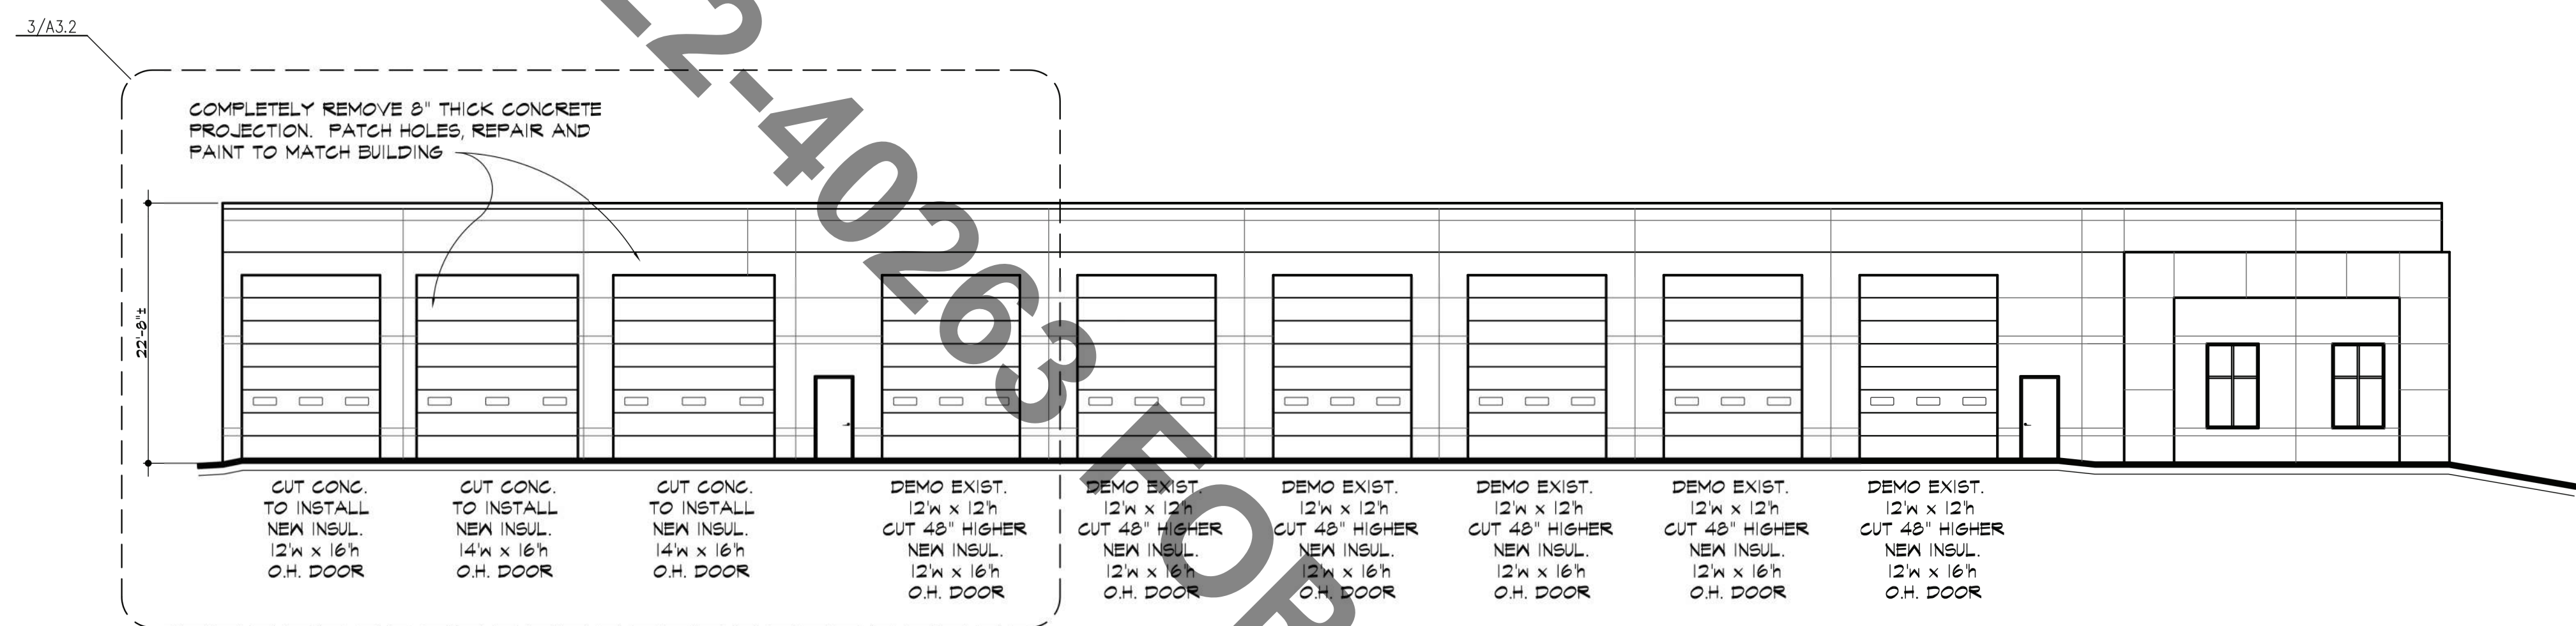 3/A3.2
COMPLETELY REMOVE 8" THICK CONCRETE
PROJECTION. PATCH HOLES, REPAIR AND
PAINT TO MATCH BUILDING
22'-8"±
CUT CONC.
TO INSTALL
NEW INSUL.
12'w x 16'h
O.H. DOOR
CUT CONC.
TO INSTALL
NEW INSUL.
14'w x 16'h
O.H. DOOR
CUT CONC.
TO INSTALL
NEW INSUL.
14'w x 16'h
O.H. DOOR
DEMO EXIST.
12'w x 12'h
CUT 48" HIGHER
NEW INSUL.
12'w x 16'h
O.H. DOOR
DEMO EXIST.
12'w x 12'h
CUT 48" HIGHER
NEW INSUL.
12'w x 16'h
O.H. DOOR
DEMO EXIST.
12'w x 12'h
CUT 48" HIGHER
NEW INSUL.
12'w x 16'h
O.H. DOOR
DEMO EXIST.
12'w x 12'h
CUT 48" HIGHER
NEW INSUL.
12'w x 16'h
O.H. DOOR
DEMO EXIST.
12'w x 12'h
CUT 48" HIGHER
NEW INSUL.
12'w x 16'h
O.H. DOOR
DEMO EXIST.
12'w x 12'h
CUT 48" HIGHER
NEW INSUL.
12'w x 16'h
O.H. DOOR
12-40263 FOR